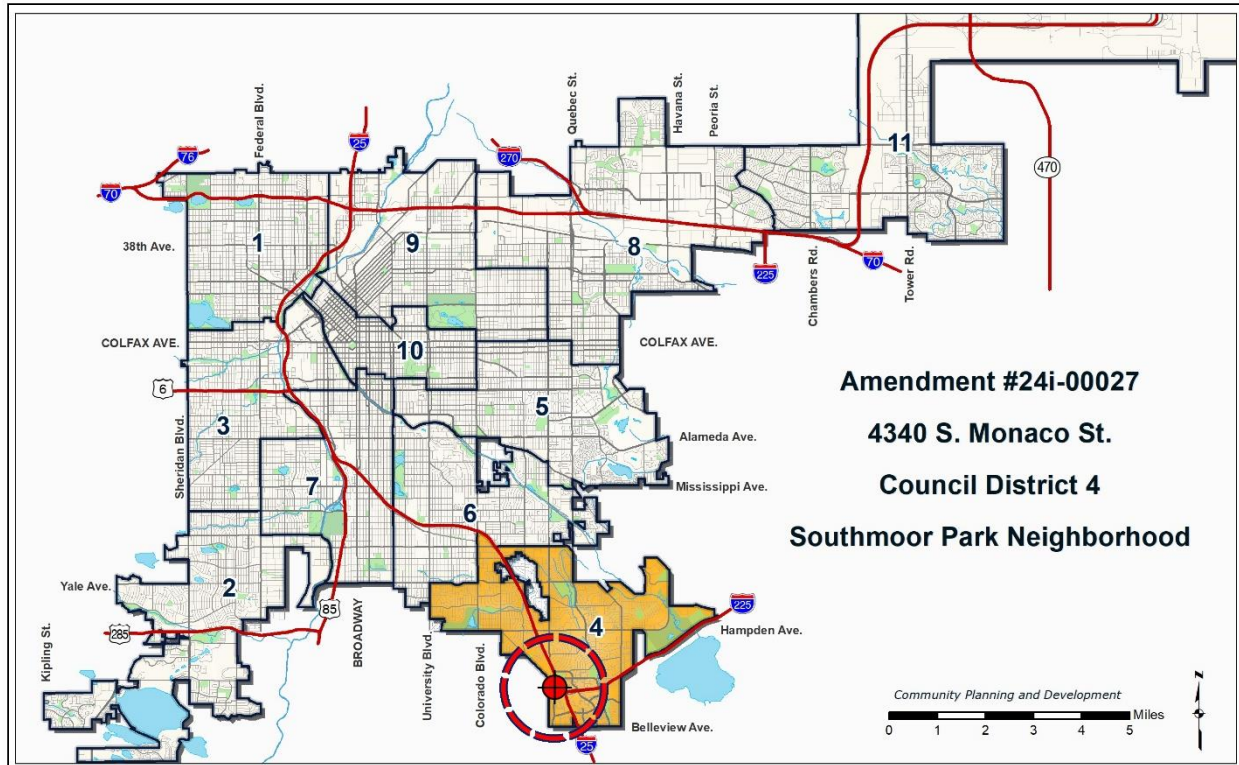 Federal Blvd.
Quebec St.
Havana St.
Peoria St.
76
25
270
70
11
470
38th Ave.
1
9
8
225
70
Chambers Rd.
Tower Rd.
COLFAX AVE.
10
COLFAX AVE.
6
3
5
Sheridan Blvd.
Alameda Ave.
7
Mississippi Ave.
6
Amendment #24i-00027
4340 S. Monaco St.
Council District 4
Southmoor Park Neighborhood
Yale Ave.
2
85
285
BROADWAY
University Blvd.
Colorado Blvd.
4
225
Hampden Ave.
Kipling St.
Belleview Ave.
25
Community Planning and Development
Miles
0 1 2 3 4 5
N